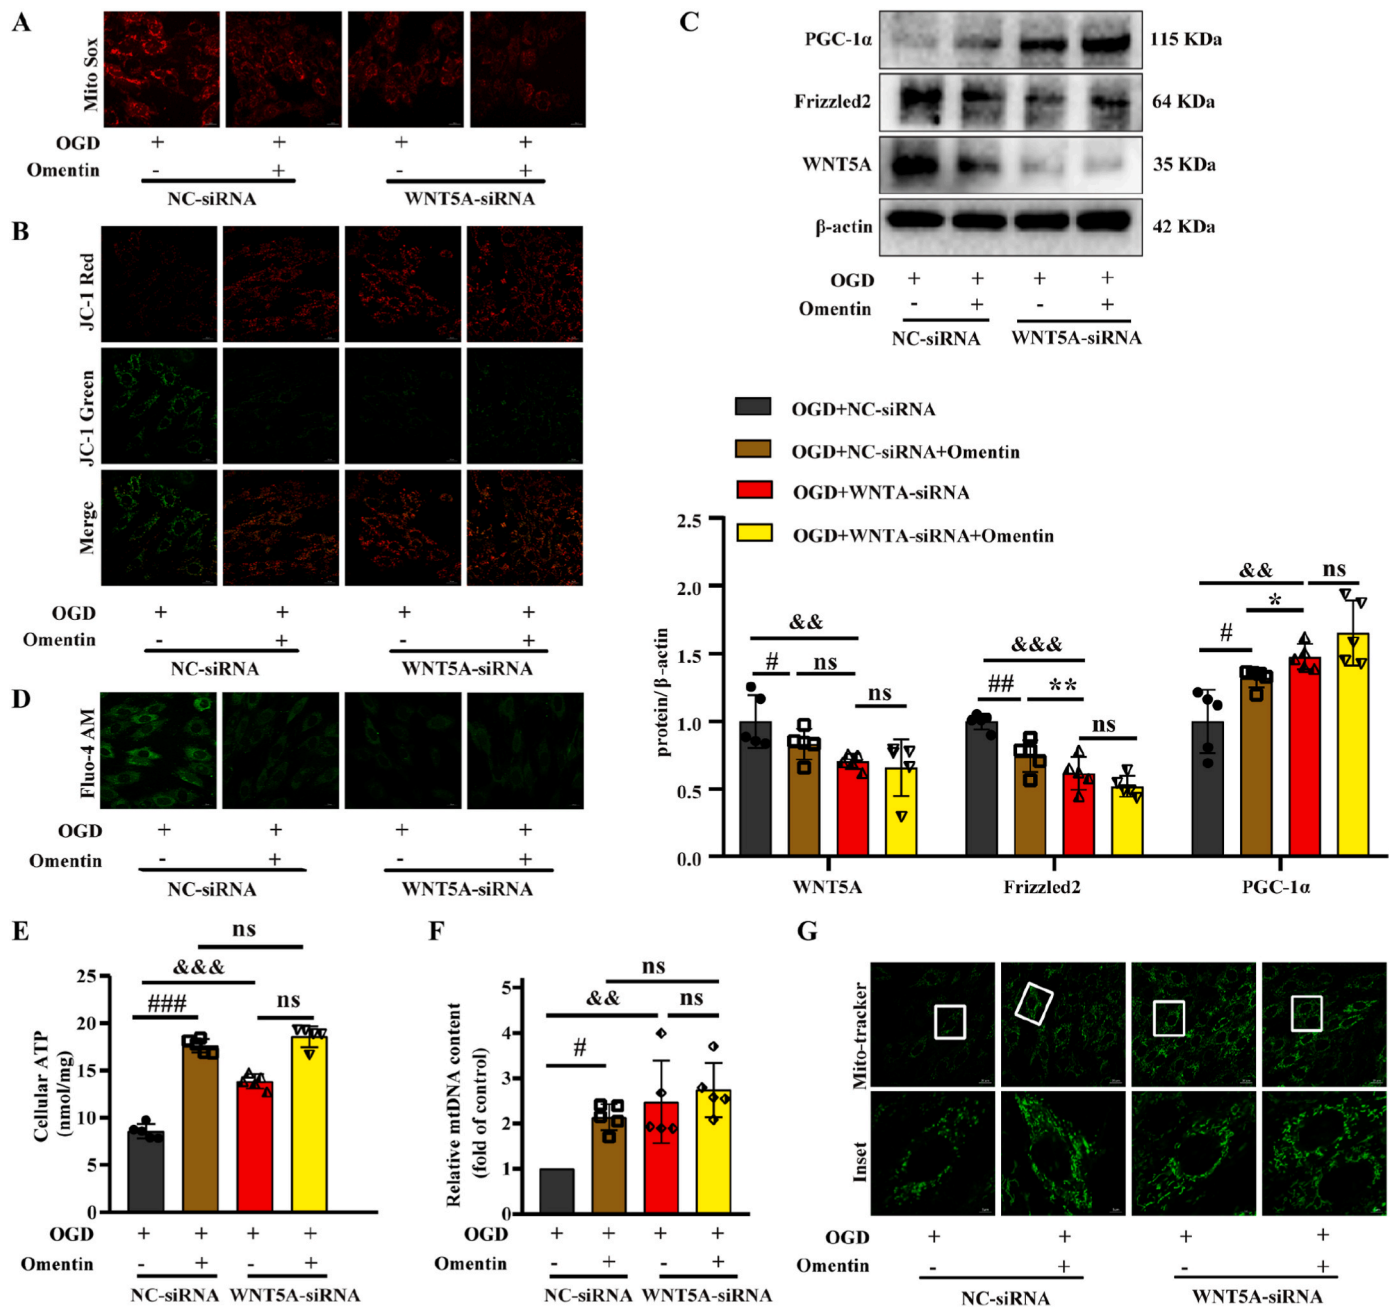 A
Mito Sox
OGD + + + +
Omentin - + - +
NC-siRNA WNT5A-siRNA
B
JC-1 Red
JC-1 Green
Merge
OGD + + + +
Omentin - + - +
NC-siRNA WNT5A-siRNA
D
Fluo-4 AM
OGD + + + +
Omentin - + - +
NC-siRNA WNT5A-siRNA
C
PGC-1α 115 KDa
Frizzled2 64 KDa
WNT5A 35 KDa
β-actin 42 KDa
OGD + + + +
Omentin - + - +
NC-siRNA WNT5A-siRNA
OGD+NC-siRNA
OGD+NC-siRNA+Omentin
OGD+WNTA-siRNA
OGD+WNTA-siRNA+Omentin
protein/β-actin
2.5
2.0
1.5
1.0
0.5
0.0
&& # ns ns
&&& ## ** ns
&& ns # *
WNT5A Frizzled2 PGC-1α
E
Cellular ATP
(nmol/mg)
25
20
15
10
5
0
ns
&&&
### ns
OGD + + + +
Omentin - + - +
NC-siRNA WNT5A-siRNA
F
Relative mtDNA content
(fold of control)
5
4
3
2
1
0
ns
&& ns
#
OGD + + + +
Omentin - + - +
NC-siRNA WNT5A-siRNA
G
Mito-tracker
Inset
OGD + + + +
Omentin - + - +
NC-siRNA WNT5A-siRNA